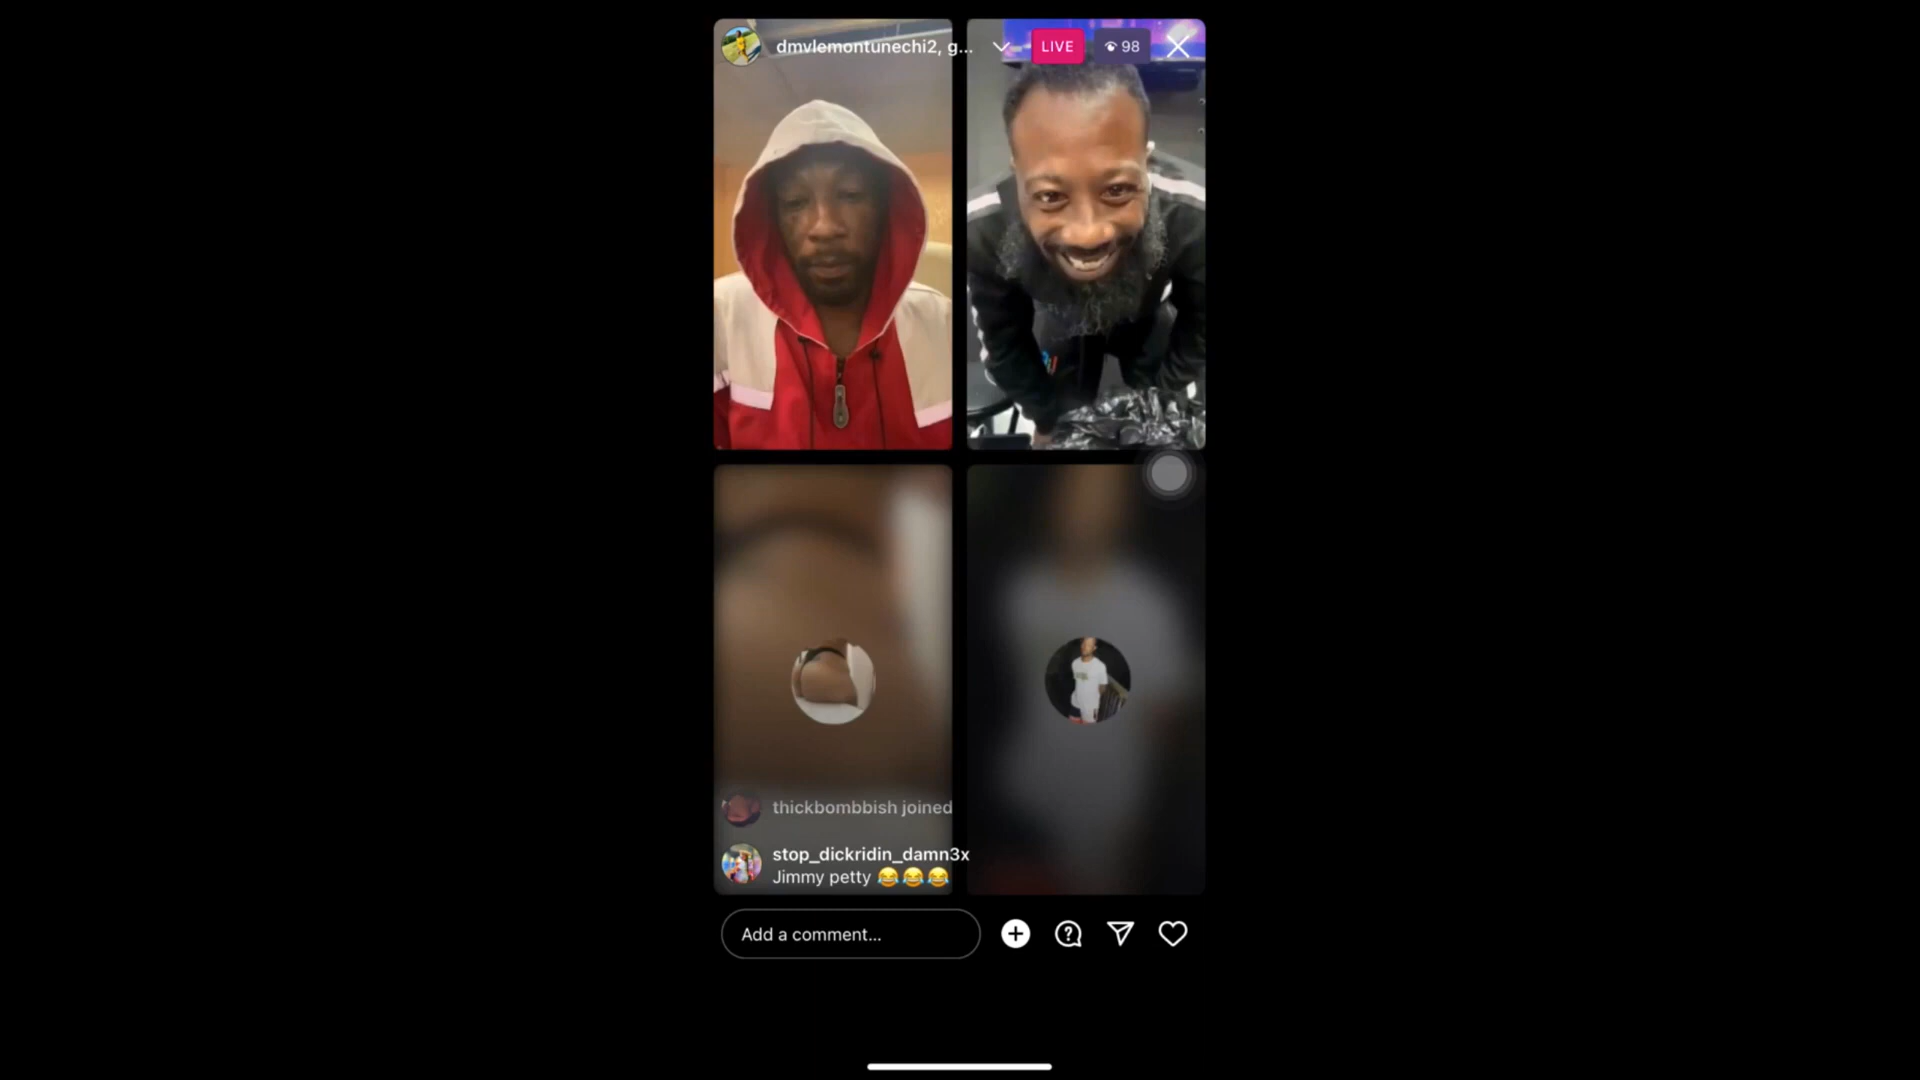 dmvlemontunechi2, g...
LIVE
98
thickbombbish joined
stop_dickridin_damn3x
Jimmy petty 😂😂😂
Add a comment...